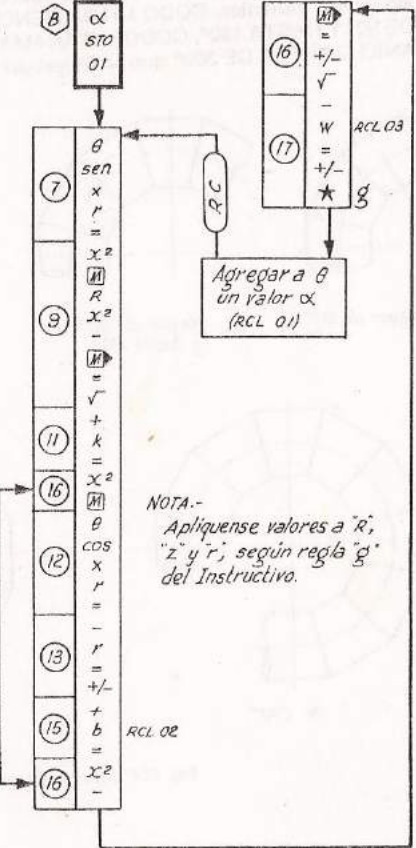 B
α
STO
01
7
θ
sen
x
r
=
x²
M
9
R
x²
-
M
=
√
11
+
k
=
16
x²
M
12
θ
cos
x
r
=
13
-
r
=
+/-
15
+
b RCL 02
=
16
x²
-
16
M
=
+/-
√
17
-
w RCL 03
=
+/-
★ g
RC
Agregar a θ
un valor α
(RCL 01)
NOTA.-
Aplíquense valores a "R",
"z" y "r", según regla "g"
del Instructivo.